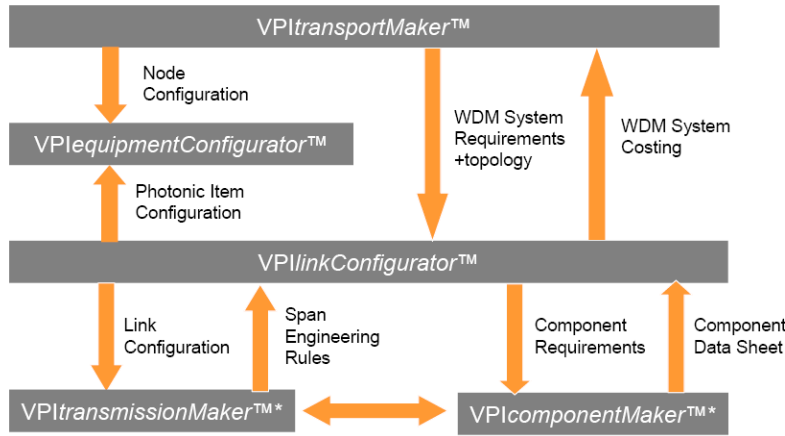 VPItransportMaker™
Node
Configuration
WDM System
Requirements
+topology
WDM System
Costing
VPIequipmentConfigurator™
Photonic Item
Configuration
VPIlinkConfigurator™
Link
Configuration
Span
Engineering
Rules
Component
Requirements
Component
Data Sheet
VPItransmissionMaker™*
VPIcomponentMaker™*